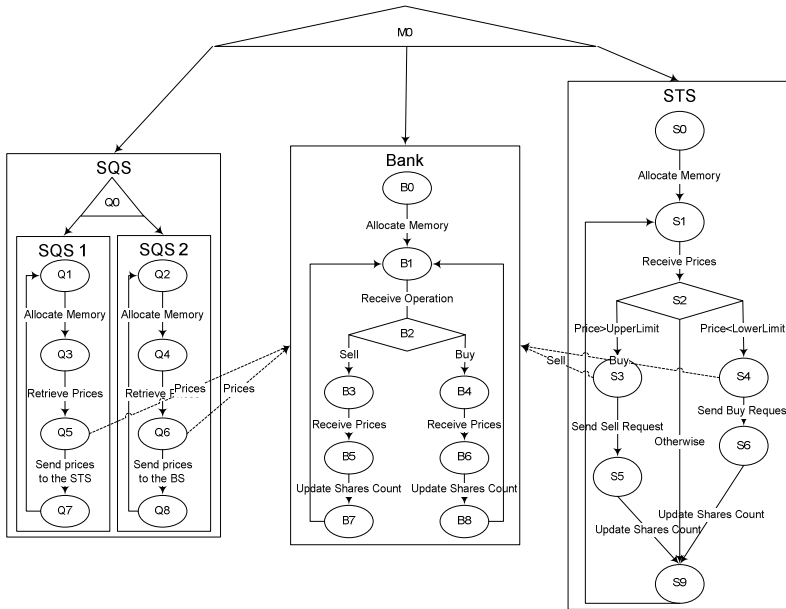 M0
SQS
Q0
SQS 1
SQS 2
Q1
Q2
Allocate Memory
Allocate Memory
Q3
Q4
Retrieve Prices
Retrieve
Prices
Prices
Q5
Q6
Send prices
to the STS
Send prices
to the BS
Q7
Q8
Bank
B0
Allocate Memory
B1
Receive Operation
B2
Sell
Buy
B3
B4
Receive Prices
Receive Prices
B5
B6
Update Shares Count
Update Shares Count
B7
B8
STS
S0
Allocate Memory
S1
Receive Prices
S2
Price>UpperLimit
Price<LowerLimit
Sell
Buy
S3
S4
Send Sell Request
Send Buy Request
Otherwise
S5
S6
Update Shares Count
Update Shares Count
S9